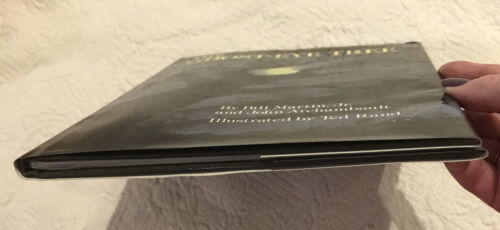 GHOST-EYE TREE
By Bill Martin, Jr.
and John Archambault
Illustrated by Ted Rand